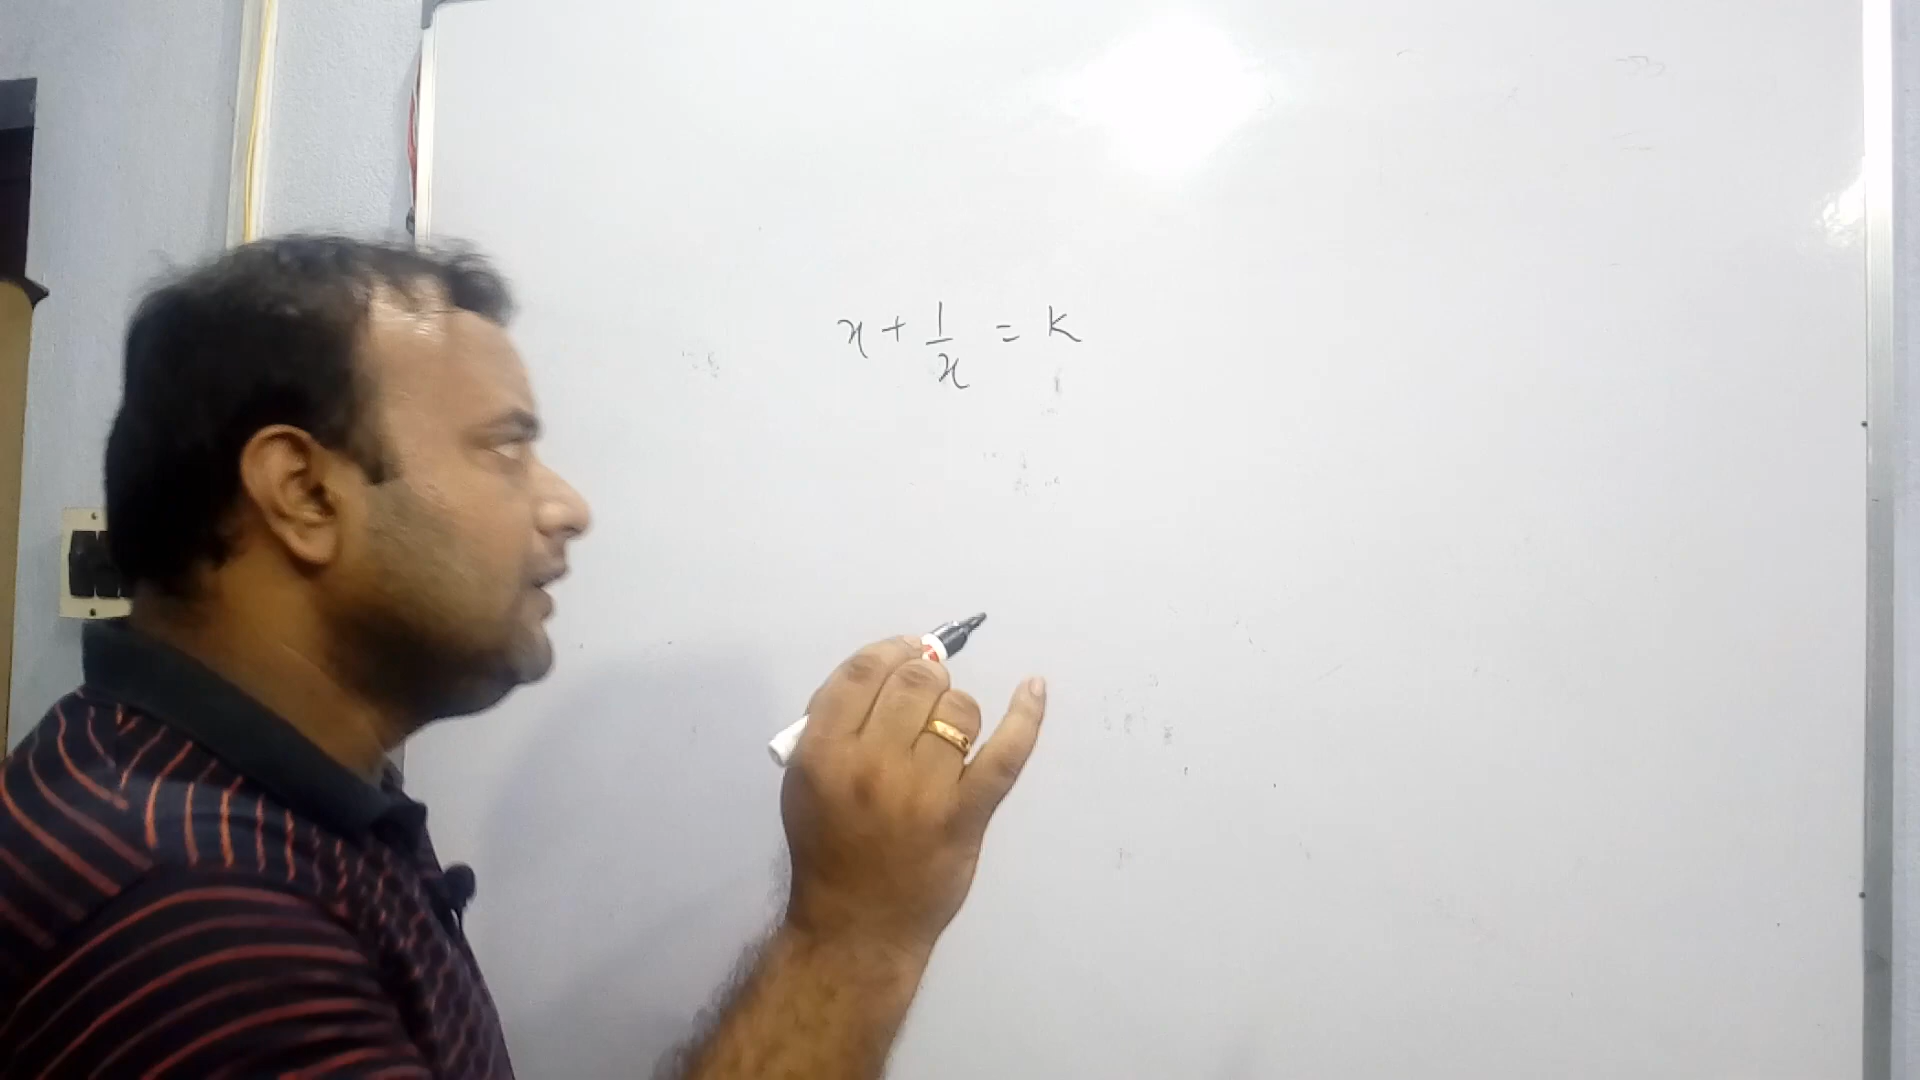 x + 1/x = K